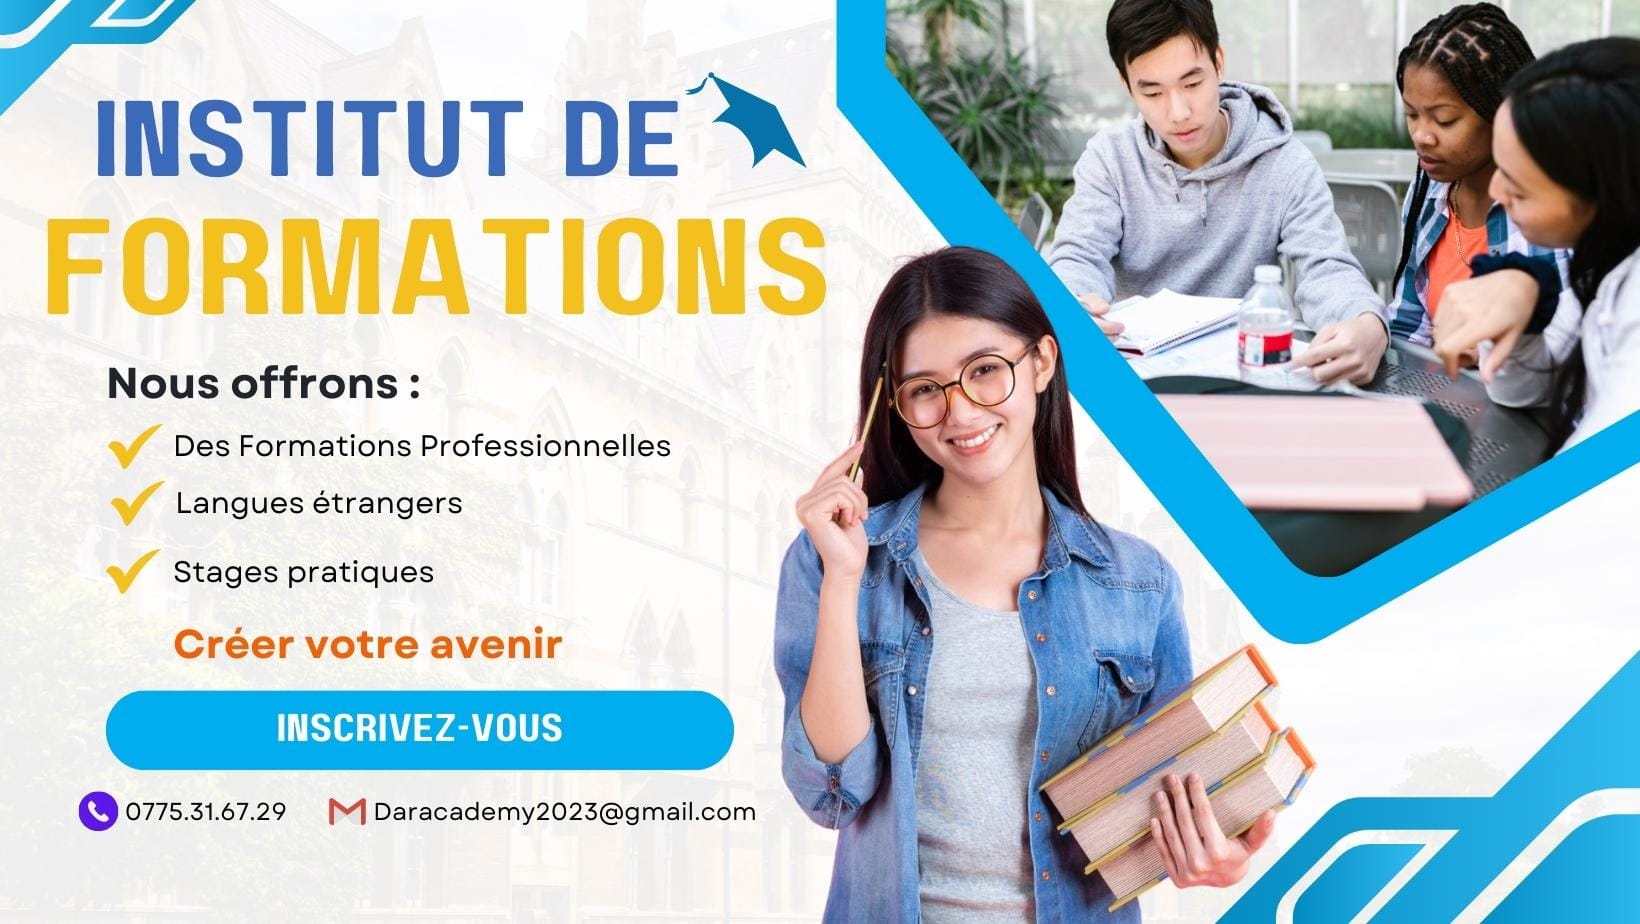 INSTITUT DE
FORMATIONS
Nous offrons :
Des Formations Professionnelles
Langues étrangers
Stages pratiques
Créer votre avenir
INSCRIVEZ-VOUS
0775.31.67.29
Daracademy2023@gmail.com